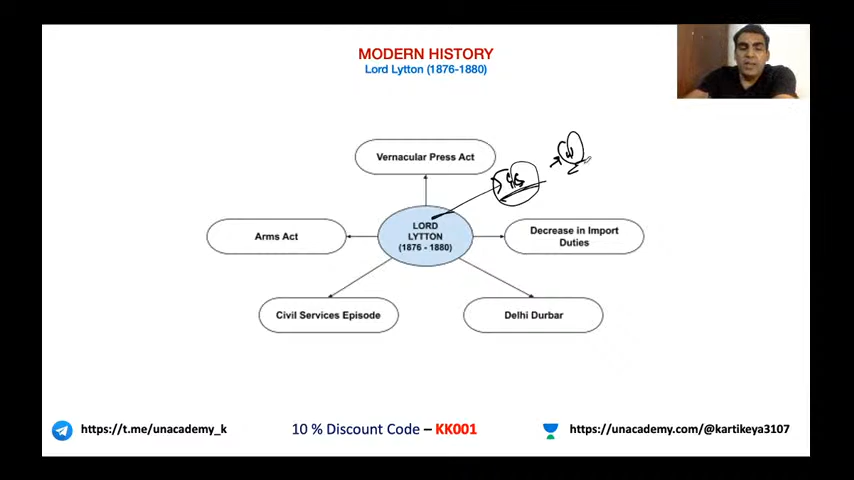 MODERN HISTORY
Lord Lytton (1876-1880)
Vernacular Press Act
LORD
LYTTON
(1876 - 1880)
Arms Act
Decrease in Import
Duties
Civil Services Episode
Delhi Durbar
https://t.me/unacademy_k
10 % Discount Code – KK001
https://unacademy.com/@kartikeya3107